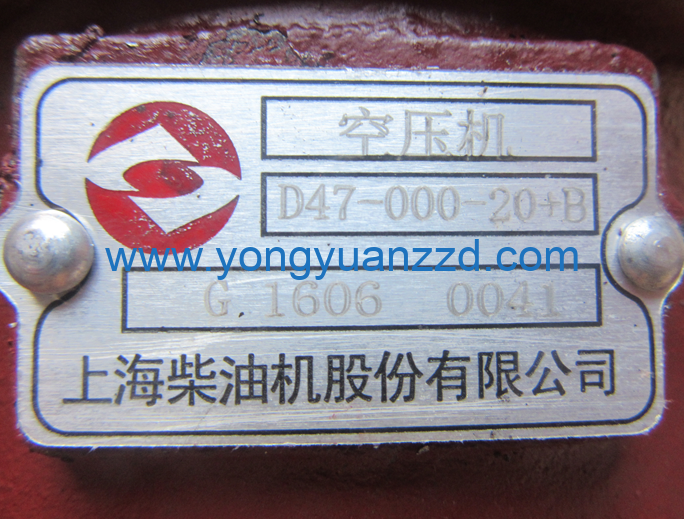 空压机
D47-000-20+B
www.yongyuanzzd.com
G 1606 0041
上海柴油机股份有限公司